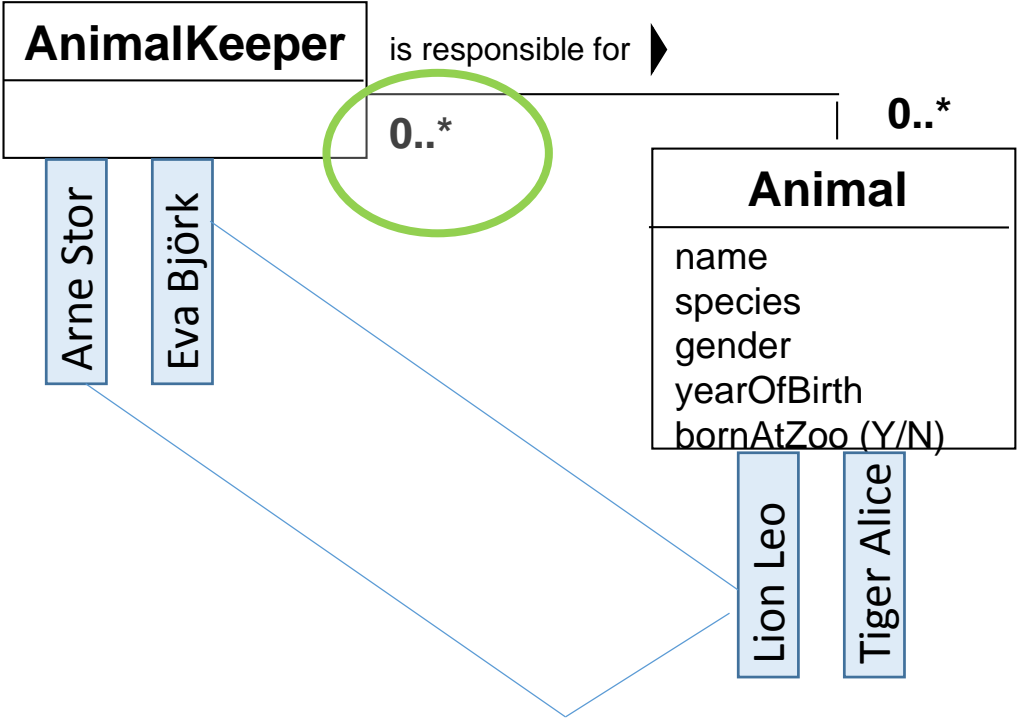 AnimalKeeper
is responsible for
0..*
0..*
Animal
name
species
gender
yearOfBirth
bornAtZoo (Y/N)
Arne Stor
Eva Björk
Lion Leo
Tiger Alice